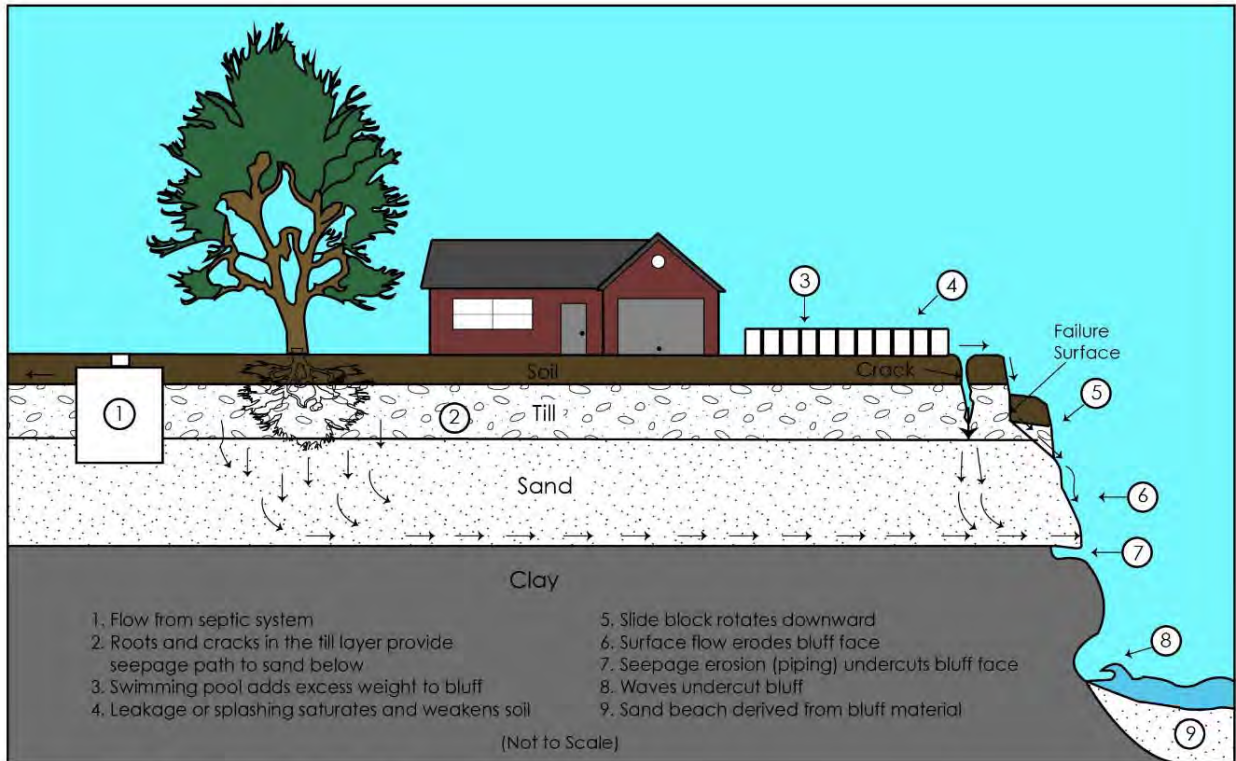 3
4
Failure
Surface
Soil
Crack
5
1
2
Till
Sand
6
7
Clay
1. Flow from septic system
2. Roots and cracks in the till layer provide
seepage path to sand below
3. Swimming pool adds excess weight to bluff
4. Leakage or splashing saturates and weakens soil
5. Slide block rotates downward
6. Surface flow erodes bluff face
7. Seepage erosion (piping) undercuts bluff face
8. Waves undercut bluff
9. Sand beach derived from bluff material
8
9
(Not to Scale)